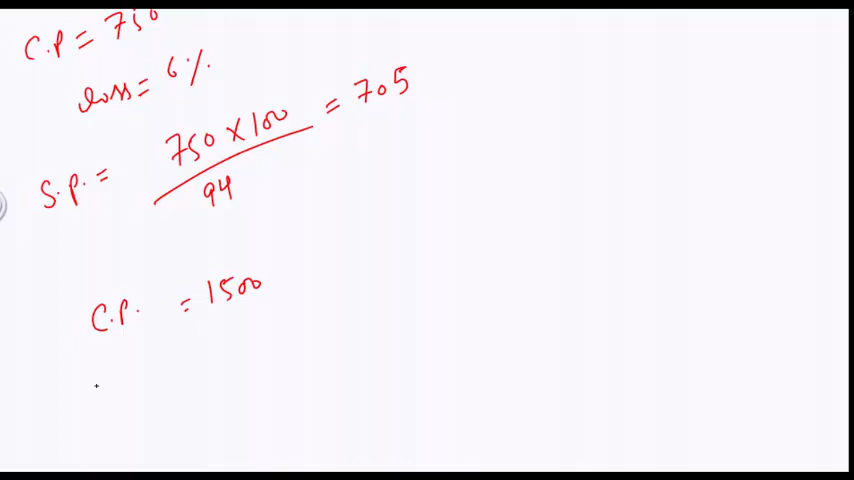 C.P = 750
loss = 6%
S.P. = 750 × 100 / 94 = 705
C.P. = 1500